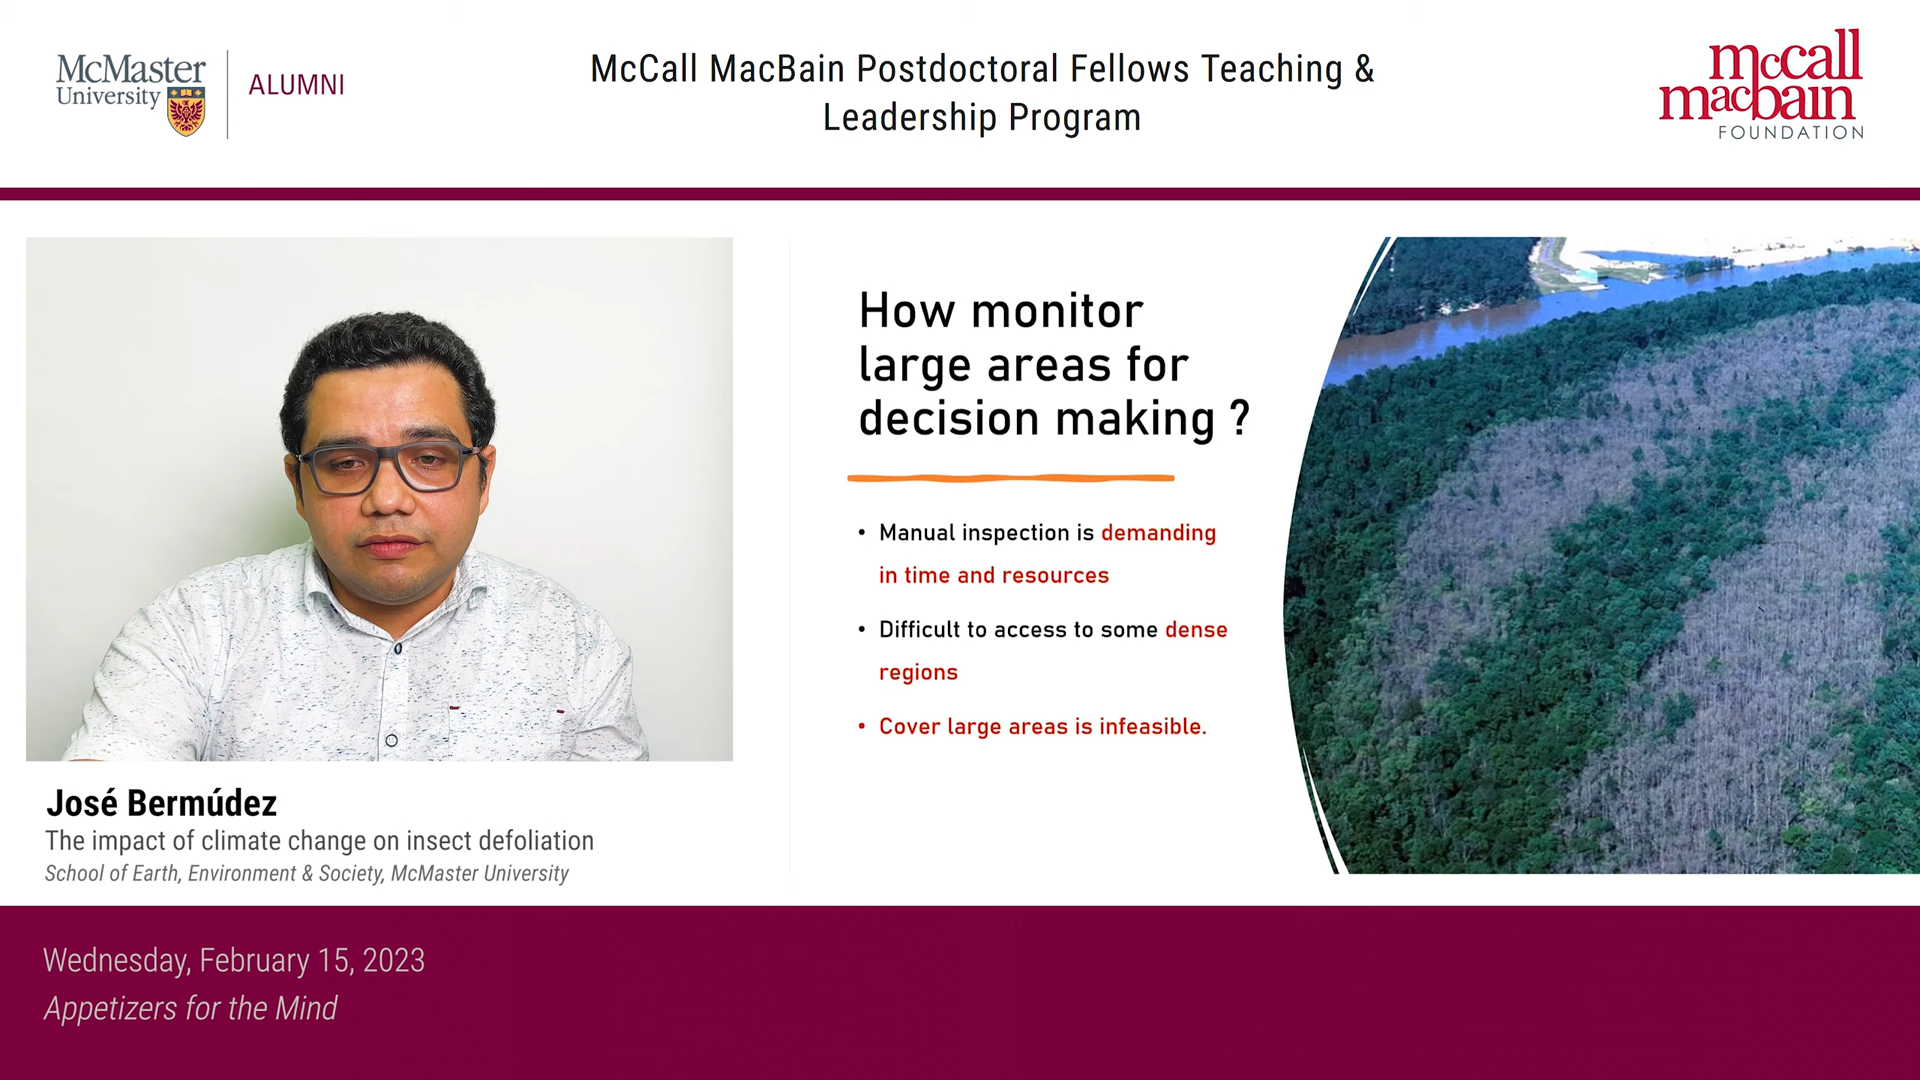 McMaster
University
ALUMNI
McCall MacBain Postdoctoral Fellows Teaching &
Leadership Program
mccall
macbain
FOUNDATION
How monitor
large areas for
decision making ?
• Manual inspection is demanding
in time and resources
• Difficult to access to some dense
regions
• Cover large areas is infeasible.
José Bermúdez
The impact of climate change on insect defoliation
School of Earth, Environment & Society, McMaster University
Wednesday, February 15, 2023
Appetizers for the Mind